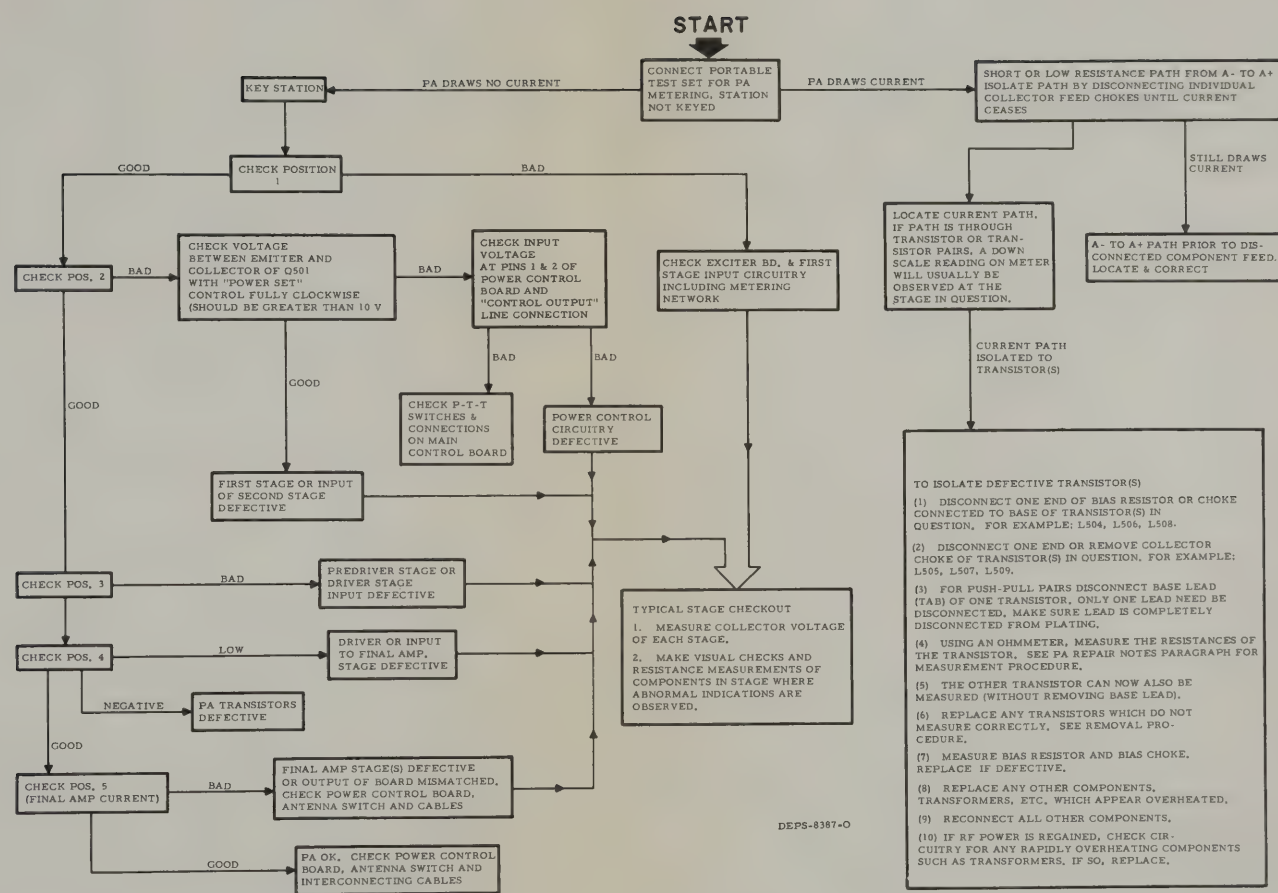 START
CONNECT PORTABLE
TEST SET FOR PA
METERING, STATION
NOT KEYED
PA DRAWS NO CURRENT
PA DRAWS CURRENT
KEY STATION
SHORT OR LOW RESISTANCE PATH FROM A- TO A+
ISOLATE PATH BY DISCONNECTING INDIVIDUAL
COLLECTOR FEED CHOKES UNTIL CURRENT
CEASES
GOOD
CHECK POSITION
1
BAD
STILL DRAWS
CURRENT
LOCATE CURRENT PATH,
IF PATH IS THROUGH
TRANSISTOR OR TRAN-
SISTOR PAIRS, A DOWN
SCALE READING ON METER
WILL USUALLY BE
OBSERVED AT THE
STAGE IN QUESTION.
A- TO A+ PATH PRIOR TO DIS-
CONNECTED COMPONENT FEED.
LOCATE & CORRECT
CHECK POS. 2
BAD
CHECK VOLTAGE
BETWEEN EMITTER AND
COLLECTOR OF Q501
WITH "POWER SET"
CONTROL FULLY CLOCKWISE
(SHOULD BE GREATER THAN 10 V
BAD
CHECK INPUT
VOLTAGE
AT PINS 1 & 2 OF
POWER CONTROL
BOARD AND
"CONTROL OUTPUT"
LINE CONNECTION
CHECK EXCITER BD. & FIRST
STAGE INPUT CIRCUITRY
INCLUDING METERING
NETWORK
CURRENT PATH
ISOLATED TO
TRANSISTOR(S)
GOOD
GOOD
BAD
BAD
CHECK P-T-T
SWITCHES &
CONNECTIONS
ON MAIN
CONTROL BOARD
POWER CONTROL
CIRCUITRY
DEFECTIVE
FIRST STAGE OR INPUT
OF SECOND STAGE
DEFECTIVE
CHECK POS. 3
BAD
PREDRIVER STAGE OR
DRIVER STAGE
INPUT DEFECTIVE
CHECK POS. 4
LOW
DRIVER OR INPUT
TO FINAL AMP.
STAGE DEFECTIVE
NEGATIVE
PA TRANSISTORS
DEFECTIVE
GOOD
CHECK POS. 5
(FINAL AMP CURRENT)
BAD
FINAL AMP STAGE(S) DEFECTIVE
OR OUTPUT OF BOARD MISMATCHED.
CHECK POWER CONTROL BOARD,
ANTENNA SWITCH AND CABLES
GOOD
PA OK. CHECK POWER CONTROL
BOARD, ANTENNA SWITCH AND
INTERCONNECTING CABLES
TYPICAL STAGE CHECKOUT
1. MEASURE COLLECTOR VOLTAGE
OF EACH STAGE.
2. MAKE VISUAL CHECKS AND
RESISTANCE MEASUREMENTS OF
COMPONENTS IN STAGE WHERE
ABNORMAL INDICATIONS ARE
OBSERVED.
DEPS-8387-O
TO ISOLATE DEFECTIVE TRANSISTOR(S)
(1) DISCONNECT ONE END OF BIAS RESISTOR OR CHOKE
CONNECTED TO BASE OF TRANSISTOR(S) IN
QUESTION. FOR EXAMPLE: L504, L506, L508.
(2) DISCONNECT ONE END OR REMOVE COLLECTOR
CHOKE OF TRANSISTOR(S) IN QUESTION. FOR EXAMPLE:
L505, L507, L509.
(3) FOR PUSH-PULL PAIRS DISCONNECT BASE LEAD
(TAB) OF ONE TRANSISTOR, ONLY ONE LEAD NEED BE
DISCONNECTED. MAKE SURE LEAD IS COMPLETELY
DISCONNECTED FROM PLATING.
(4) USING AN OHMMETER, MEASURE THE RESISTANCES OF
THE TRANSISTOR. SEE PA REPAIR NOTES PARAGRAPH FOR
MEASUREMENT PROCEDURE.
(5) THE OTHER TRANSISTOR CAN NOW ALSO BE
MEASURED (WITHOUT REMOVING BASE LEAD).
(6) REPLACE ANY TRANSISTORS WHICH DO NOT
MEASURE CORRECTLY. SEE REMOVAL PRO-
CEDURE.
(7) MEASURE BIAS RESISTOR AND BIAS CHOKE.
REPLACE IF DEFECTIVE.
(8) REPLACE ANY OTHER COMPONENTS,
TRANSFORMERS, ETC. WHICH APPEAR OVERHEATED.
(9) RECONNECT ALL OTHER COMPONENTS.
(10) IF RF POWER IS REGAINED, CHECK CIR-
CUITRY FOR ANY RAPIDLY OVERHEATING COMPONENTS
SUCH AS TRANSFORMERS. IF SO, REPLACE.